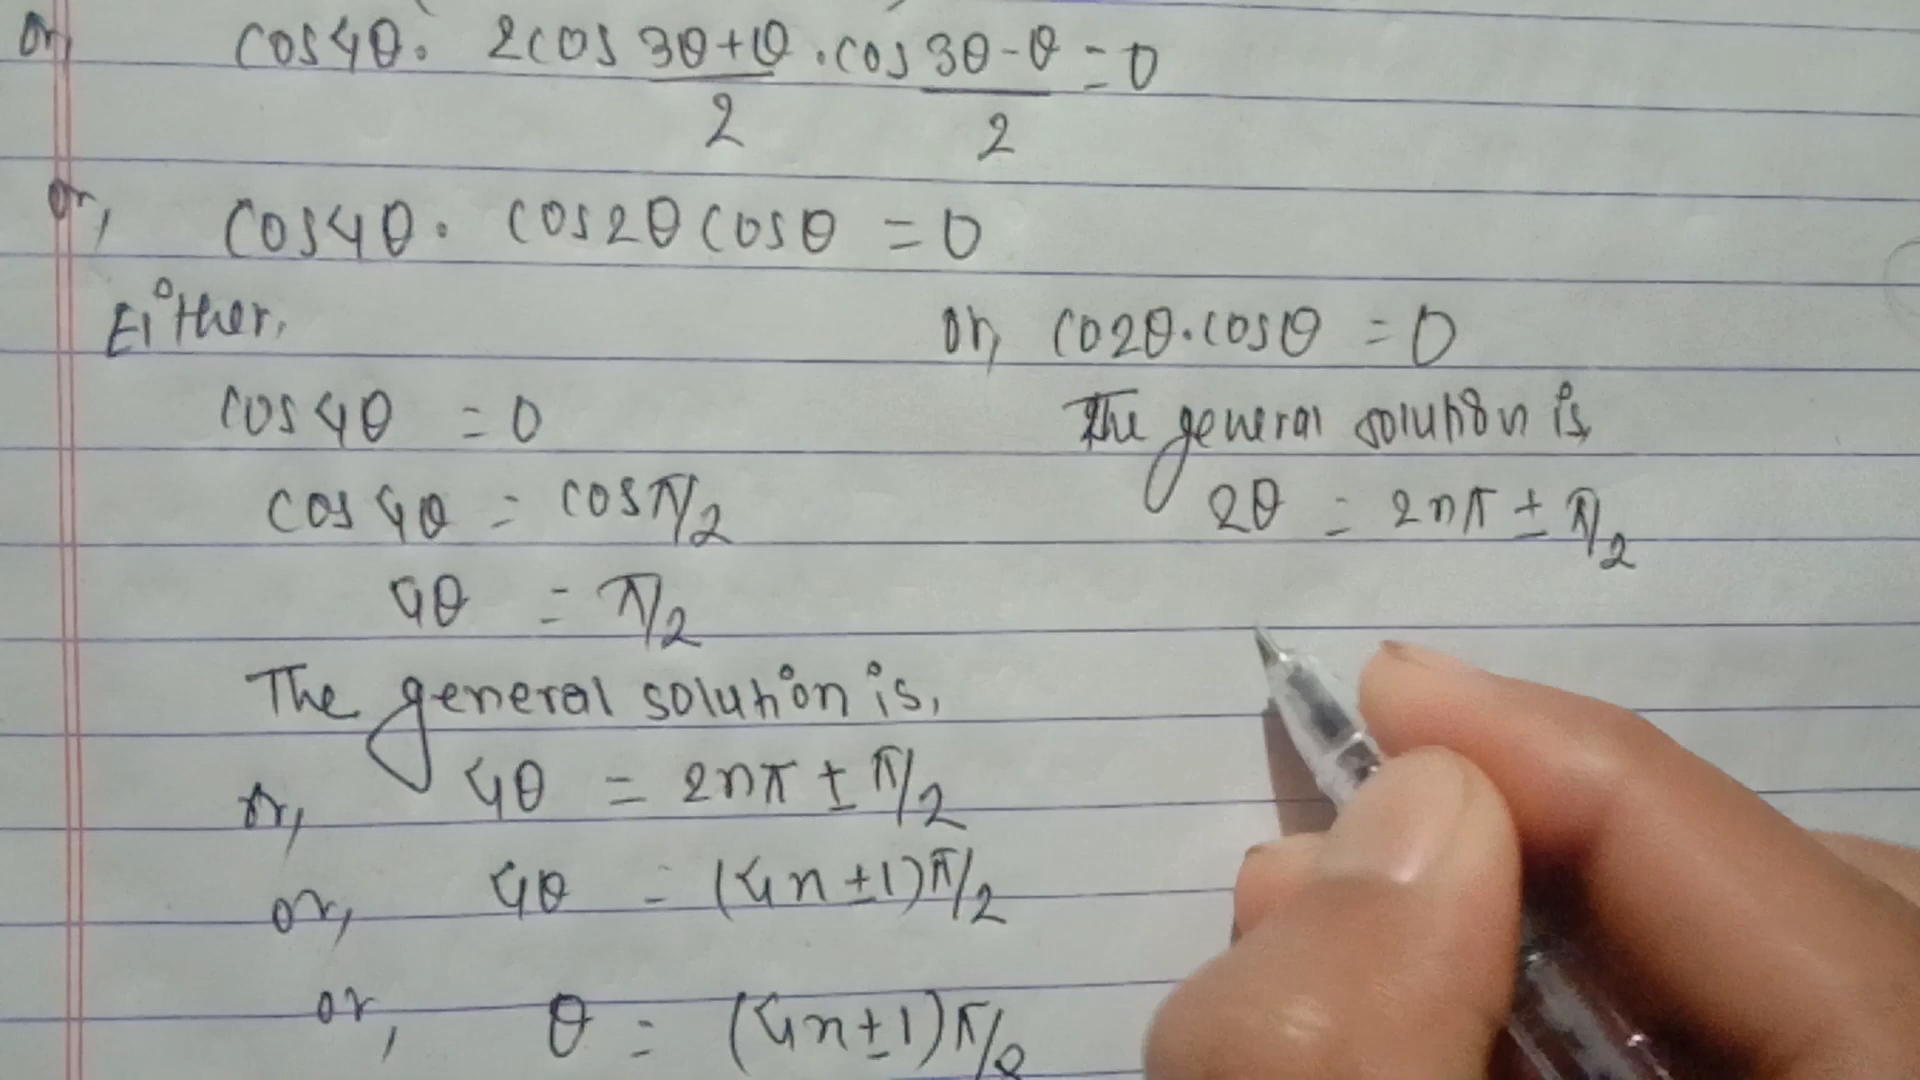 or, cos4θ. 2cos 3θ+θ/2 .cos 3θ-θ/2 = 0
or, cos4θ. cos2θ cosθ = 0
Either,
cos4θ = 0
cos4θ = cosπ/2
4θ = π/2
The general solution is,
or, 4θ = 2nπ ± π/2
or, 4θ = (4n±1)π/2
or, θ = (4n±1)π/8
or, co2θ.cosθ = 0
The general solution is,
2θ = 2nπ ± π/2